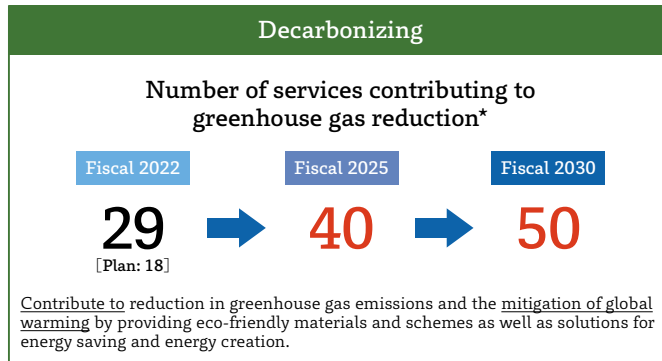 Decarbonizing
Number of services contributing to
greenhouse gas reduction*
Fiscal 2022
Fiscal 2025
Fiscal 2030
29
40
50
[Plan: 18]
Contribute to reduction in greenhouse gas emissions and the mitigation of global
warming by providing eco-friendly materials and schemes as well as solutions for
energy saving and energy creation.